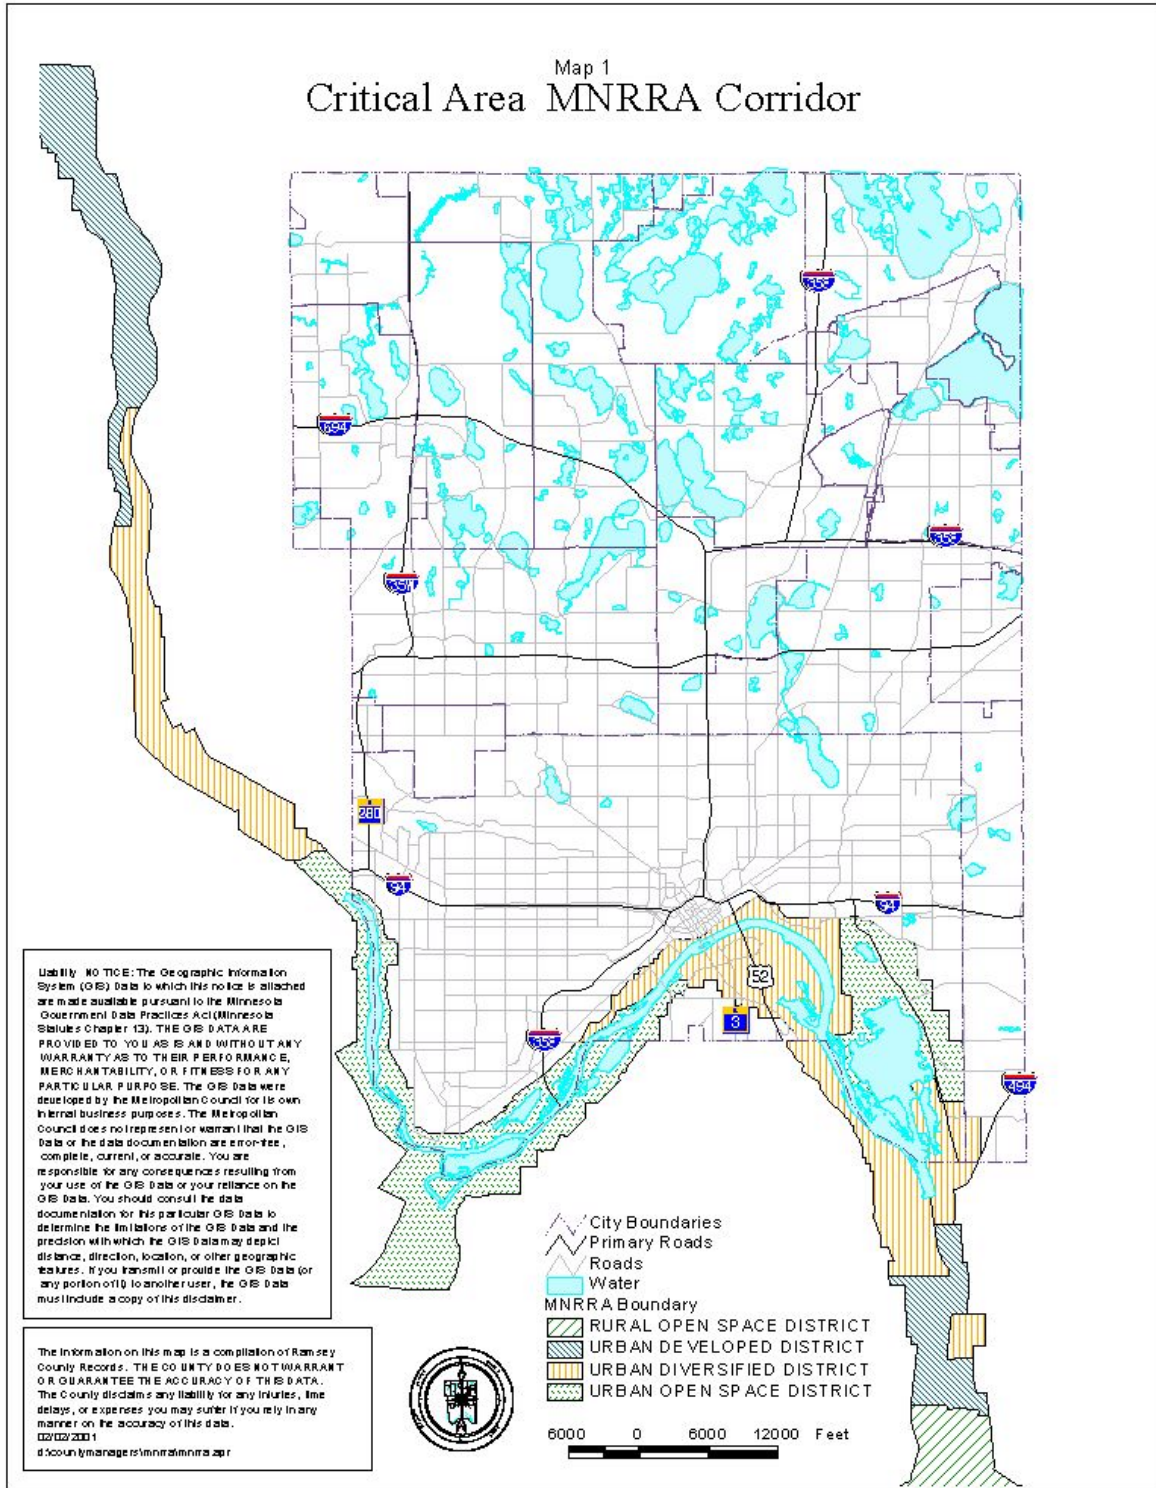 Map 1
Critical Area MNRRA Corridor
694
35E
35W
35E
280
94
94
52
3
35E
494
Liability NOTICE: The Geographic Information
System (GIS) Data to which this notice is attached
are made available pursuant to the Minnesota
Government Data Practices Act (Minnesota
Statutes Chapter 13). THE GIS DATA ARE
PROVIDED TO YOU AS IS AND WITHOUT ANY
WARRANTY AS TO THEIR PERFORMANCE,
MERCHANTABILITY, OR FITNESS FOR ANY
PARTICULAR PURPOSE. The GIS Data were
developed by the Metropolitan Council for its own
internal business purposes. The Metropolitan
Council does not represent or warrant that the GIS
Data or the data documentation are error-free,
complete, current, or accurate. You are
responsible for any consequences resulting from
your use of the GIS Data or your reliance on the
GIS Data. You should consult the data
documentation for this particular GIS Data to
determine the limitations of the GIS Data and the
precision with which the GIS Data may depict
distance, direction, location, or other geographic
features. If you transmit or provide the GIS Data (or
any portion of it) to another user, the GIS Data
must include a copy of this disclaimer.
City Boundaries
Primary Roads
Roads
Water
MNRRA Boundary
RURAL OPEN SPACE DISTRICT
URBAN DEVELOPED DISTRICT
URBAN DIVERSIFIED DISTRICT
URBAN OPEN SPACE DISTRICT
The information on this map is a compilation of Ramsey
County Records. THE COUNTY DOES NOT WARRANT
OR GUARANTEE THE ACCURACY OF THIS DATA.
The County disclaims any liability for any injuries, time
delays, or expenses you may suffer if you rely in any
manner on the accuracy of this data.
02/02/2001
d:\countymanagers\mnrra\mnrra.apr
6000 0 6000 12000 Feet